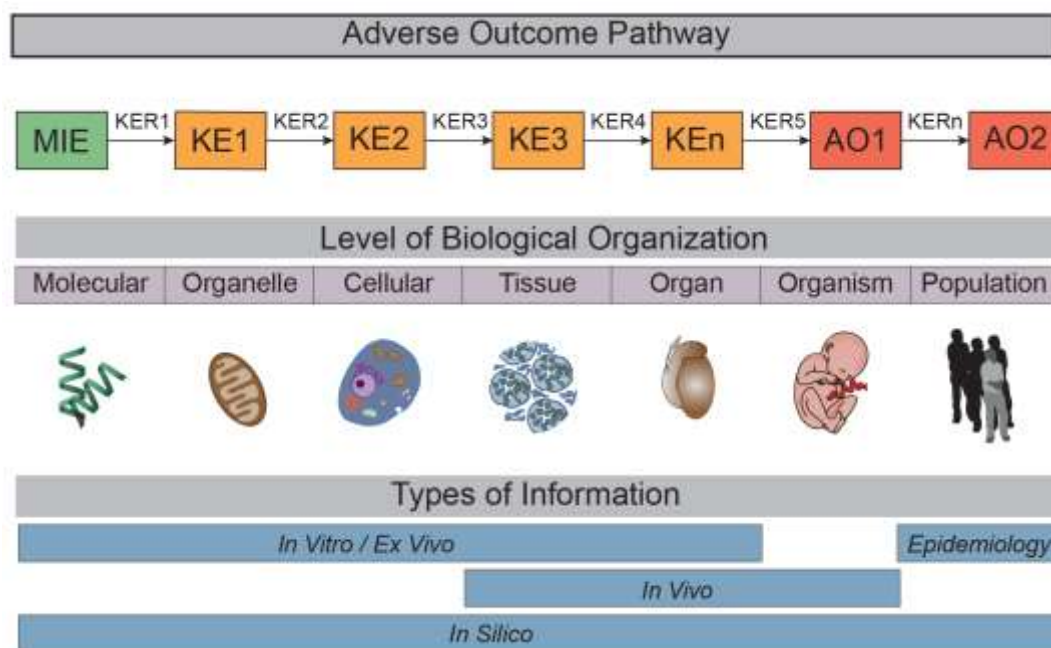 Adverse Outcome Pathway
KER1 KER2 KER3 KER4 KER5 KERn
MIE KE1 KE2 KE3 KEn AO1 AO2
Level of Biological Organization
Molecular Organelle Cellular Tissue Organ Organism Population
Types of Information
In Vitro / Ex Vivo Epidemiology
In Vivo
In Silico